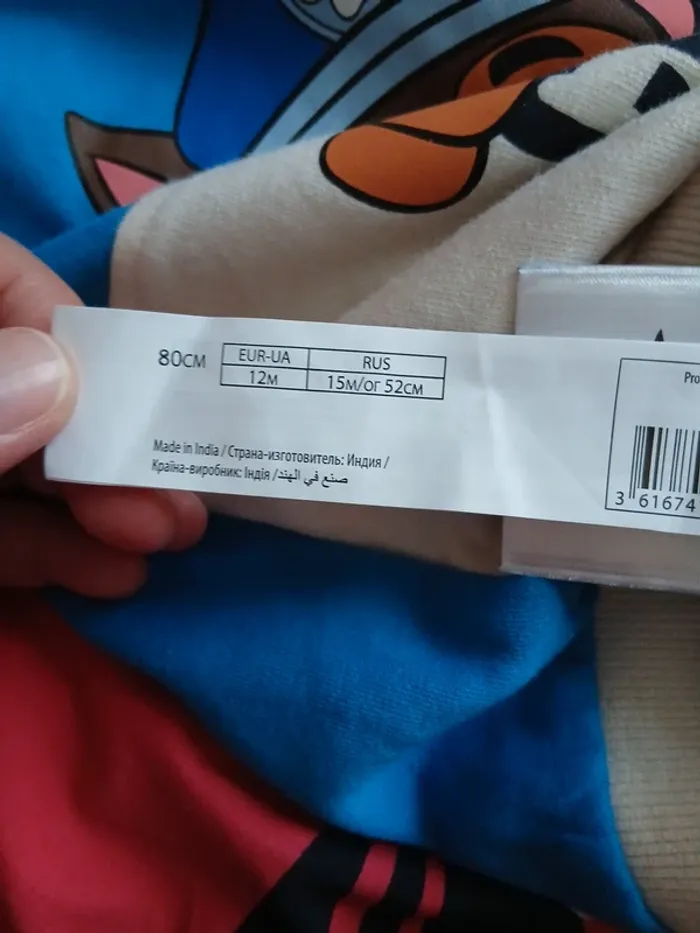 80CM
EUR-UA RUS
12M 15M/ОГ 52CM
Made in India / Страна-изготовитель: Индия /
Країна-виробник: Індія / صنع في الهند
Pro
3 61674